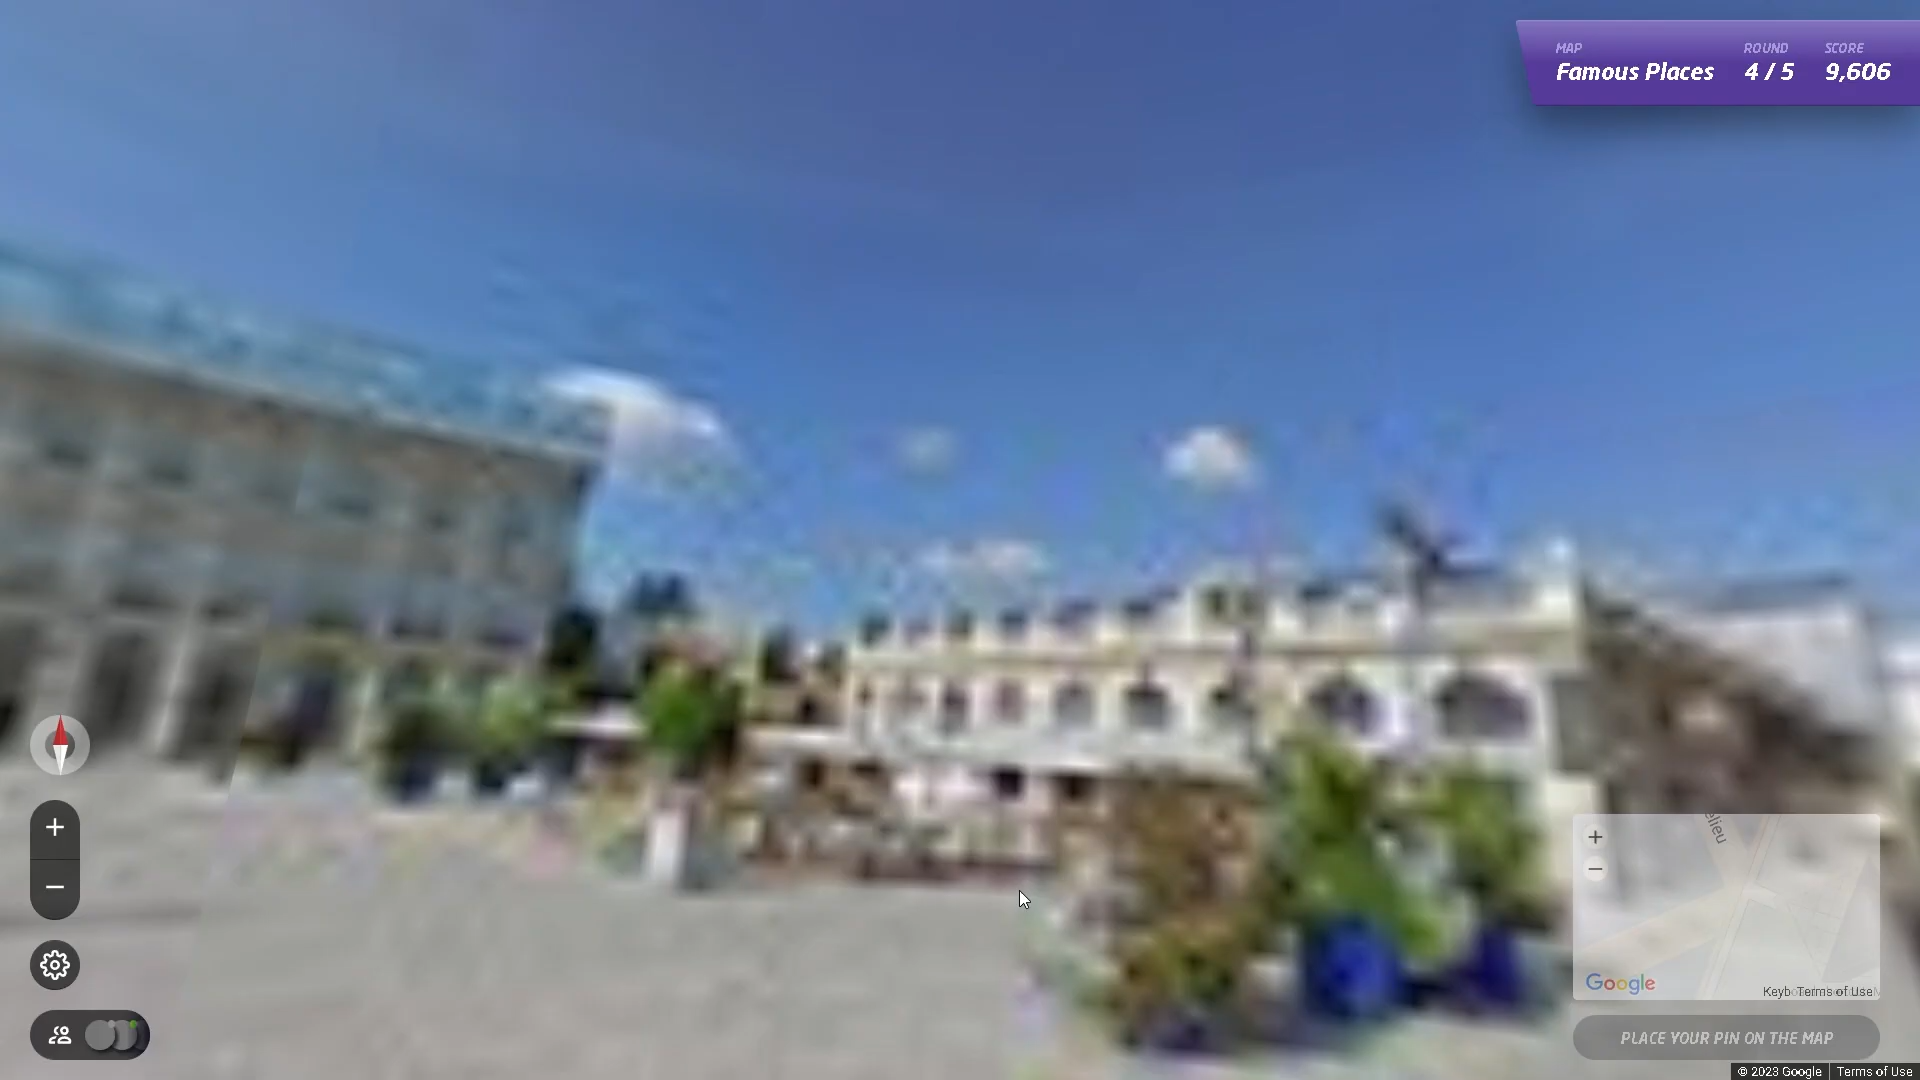 MAP
Famous Places
ROUND
4 / 5
SCORE
9,606
elieu
Google
Terms of Use
PLACE YOUR PIN ON THE MAP
© 2023 Google
Terms of Use